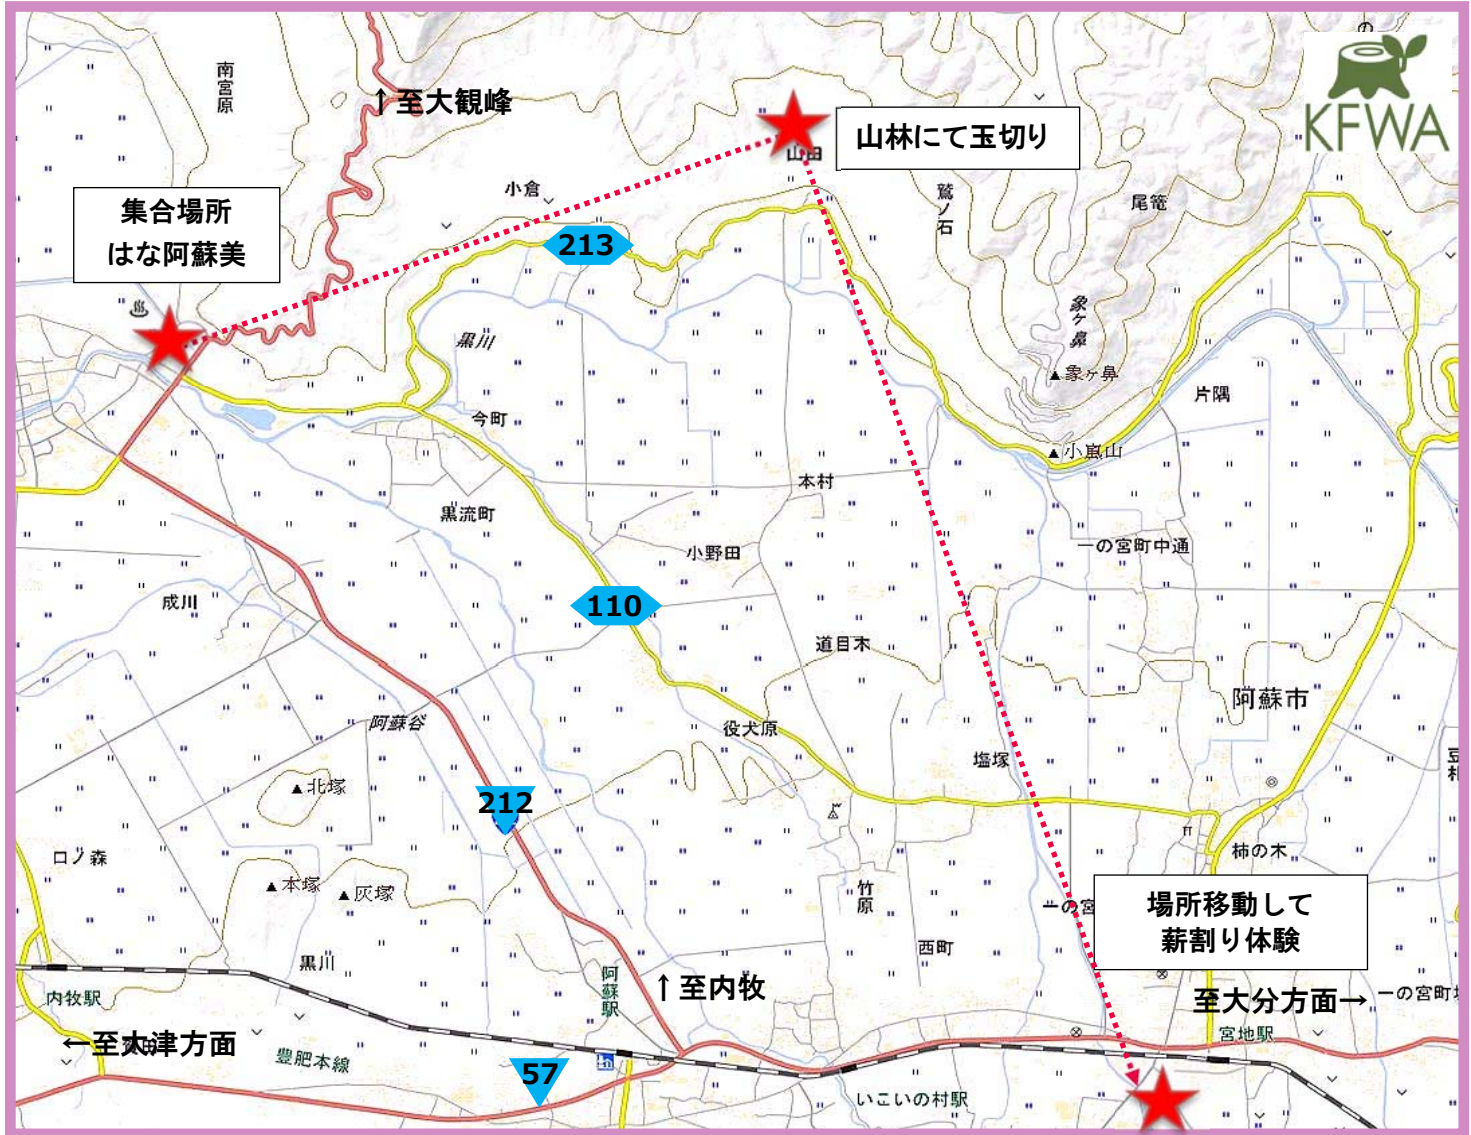 南宮原
↑至大観峰
KFWA
山林にて玉切り
山田
集合場所
はな阿蘇美
小倉
鷲ノ石
尾篭
213
象ヶ鼻
黒川
象ヶ鼻
片隅
今町
小嵐山
本村
黒流町
小野田
一の宮町中通
成川
110
道目木
阿蘇市
阿蘇谷
役犬原
塩塚
北塚
212
口ノ森
本塚
灰塚
柿の木
竹原
一の宮
場所移動して
薪割り体験
西町
黒川
阿蘇駅
↑至内牧
内牧駅
至大分方面→
一の宮町
←至大津方面
豊肥本線
宮地駅
57
いこいの村駅